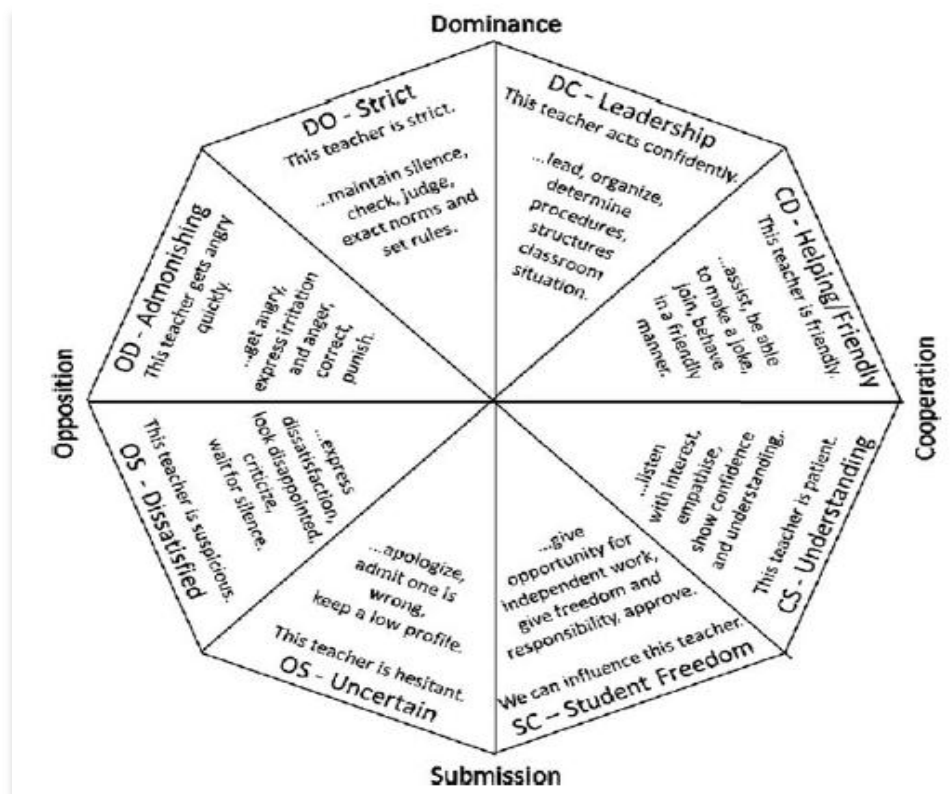 Dominance
DO - Strict
This teacher is strict.
...maintain silence,
check, judge,
exact norms and
set rules.
DC - Leadership
This teacher acts confidently.
...lead, organize,
determine
procedures,
structures
classroom
situation.
CD - Helping/Friendly
This teacher is friendly.
...assist, be able
to make a joke,
join, behave
in a friendly
manner.
Cooperation
CS - Understanding
This teacher is patient.
...listen
with interest,
empathise,
show confidence
and understanding..
...give
opportunity for
independent work,
give freedom and
responsibility, approve.
We can influence this teacher.
SC – Student Freedom
Submission
...apologize,
admit one is
wrong,
keep a low profile.
This teacher is hesitant.
OS - Uncertain
...express
dissatisfaction,
look disappointed,
criticize,
wait for silence.
This teacher is suspicious.
OS - Dissatisfied
Opposition
OD - Admonishing
This teacher gets angry
quickly.
...get angry,
express irritation
and anger,
correct,
punish.